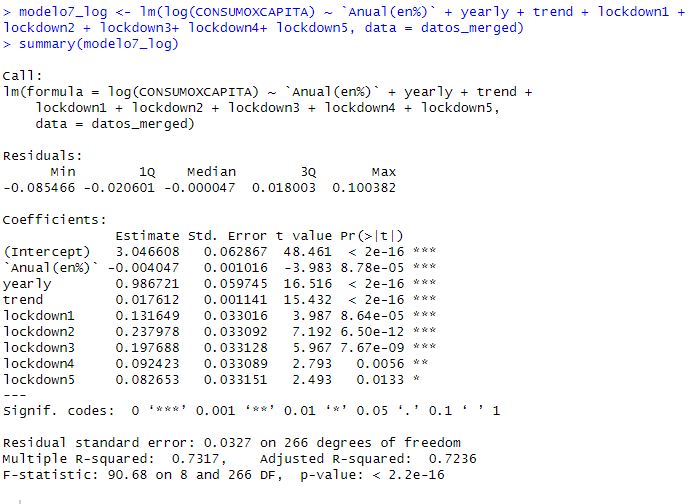 > modelo7_log <- lm(log(CONSUMOXCAPITA) ~ `Anual(en%)` + yearly + trend + lockdown1 +
lockdown2 + lockdown3+ lockdown4+ lockdown5, data = datos_merged)
> summary(modelo7_log)
Call:
lm(formula = log(CONSUMOXCAPITA) ~ `Anual(en%)` + yearly + trend +
lockdown1 + lockdown2 + lockdown3 + lockdown4 + lockdown5,
data = datos_merged)
Residuals:
Min 1Q Median 3Q Max
-0.085466 -0.020601 -0.000047 0.018003 0.100382
Coefficients:
Estimate Std. Error t value Pr(>|t|)
(Intercept) 3.046608 0.062867 48.461 < 2e-16 ***
`Anual(en%)` -0.004047 0.001016 -3.983 8.78e-05 ***
yearly 0.986721 0.059745 16.516 < 2e-16 ***
trend 0.017612 0.001141 15.432 < 2e-16 ***
lockdown1 0.131649 0.033016 3.987 8.64e-05 ***
lockdown2 0.237978 0.033092 7.192 6.50e-12 ***
lockdown3 0.197688 0.033128 5.967 7.67e-09 ***
lockdown4 0.092423 0.033089 2.793 0.0056 **
lockdown5 0.082653 0.033151 2.493 0.0133 *
---
Signif. codes: 0 ‘***’ 0.001 ‘**’ 0.01 ‘*’ 0.05 ‘.’ 0.1 ‘ ’ 1
Residual standard error: 0.0327 on 266 degrees of freedom
Multiple R-squared: 0.7317, Adjusted R-squared: 0.7236
F-statistic: 90.68 on 8 and 266 DF, p-value: < 2.2e-16